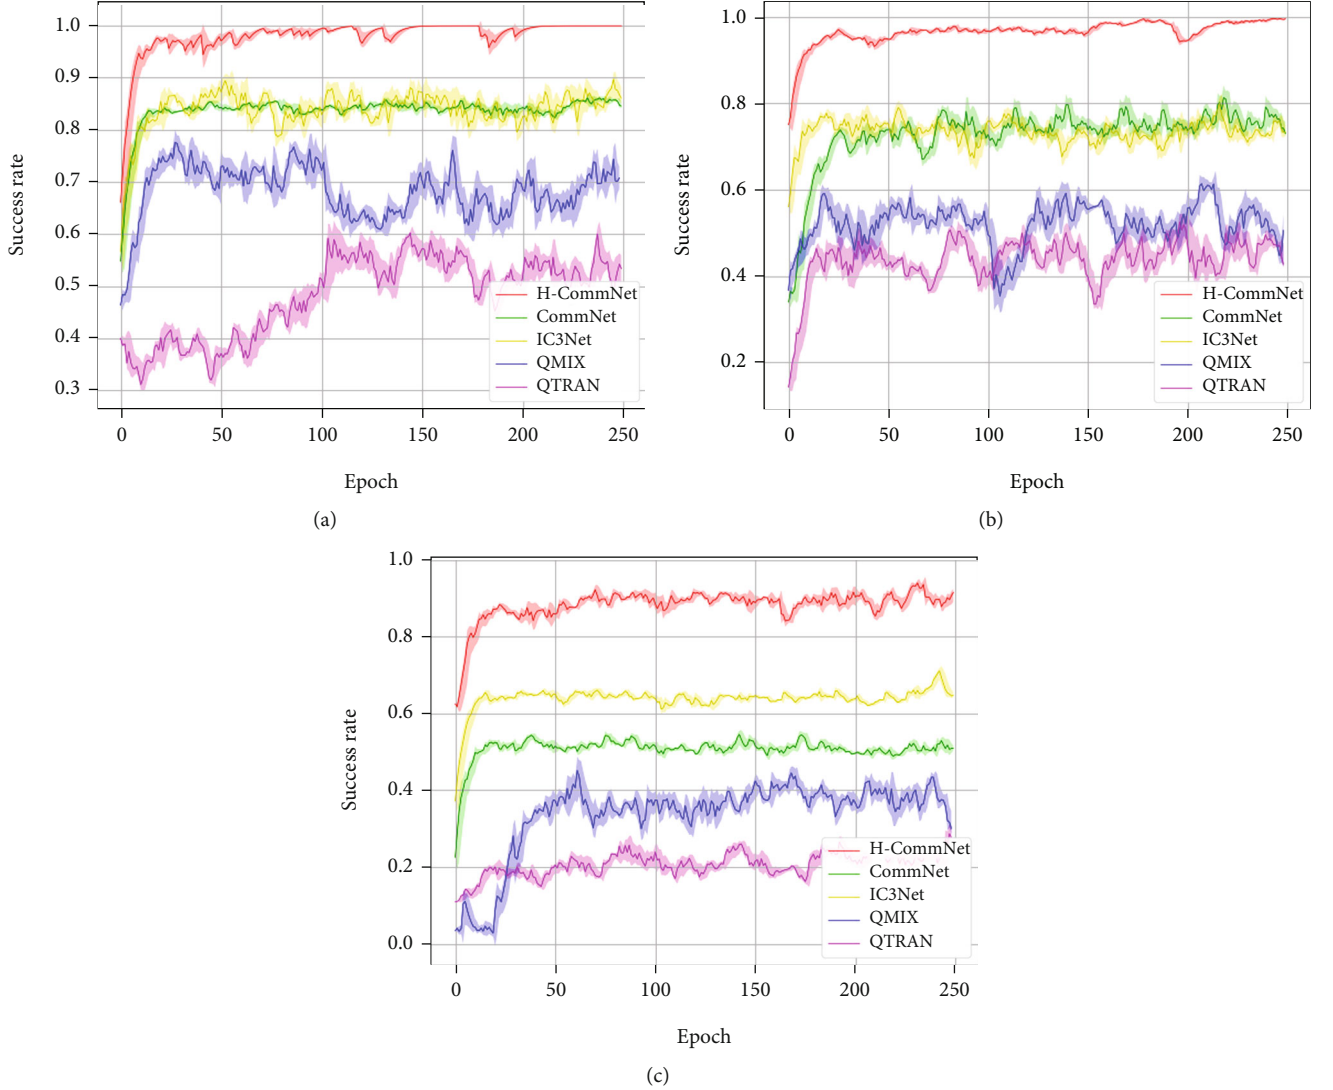 1.0
0.9
0.8
0.7
0.6
0.5
0.4
0.3
Success rate
0 50 100 150 200 250
Epoch
H-CommNet
CommNet
IC3Net
QMIX
QTRAN
(a)
1.0
0.8
0.6
0.4
0.2
Success rate
0 50 100 150 200 250
Epoch
H-CommNet
CommNet
IC3Net
QMIX
QTRAN
(b)
1.0
0.8
0.6
0.4
0.2
0.0
Success rate
0 50 100 150 200 250
Epoch
H-CommNet
CommNet
IC3Net
QMIX
QTRAN
(c)